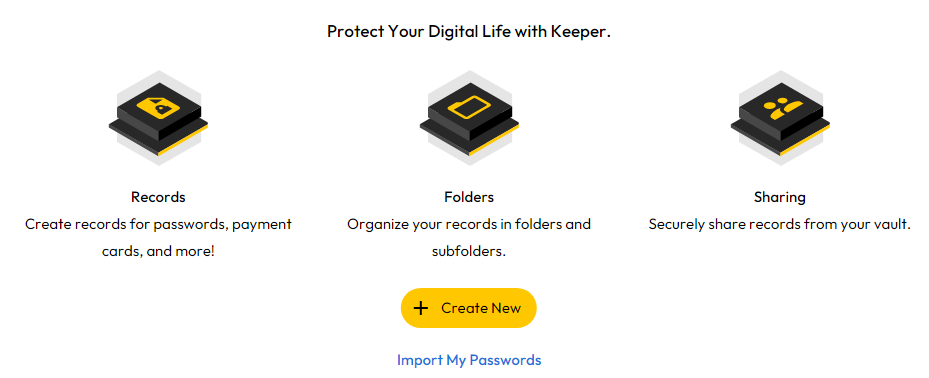 Protect Your Digital Life with Keeper.
Records
Create records for passwords, payment
cards, and more!
Folders
Organize your records in folders and
subfolders.
Sharing
Securely share records from your vault.
+ Create New
Import My Passwords